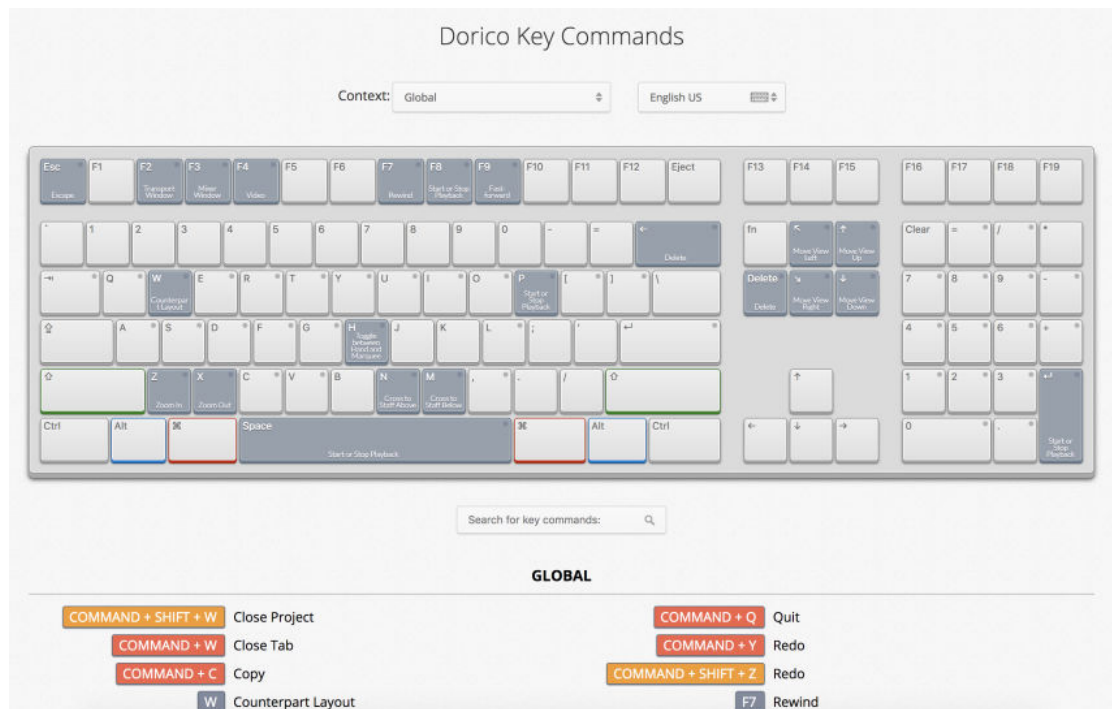 Dorico Key Commands
Context: Global English US
Esc F1 F2 F3 F4 F5 F6 F7 F8 F9 F10 F11 F12 Eject F13 F14 F15 F16 F17 F18 F19
Escape Transport Window Mixer Window Video Rewind Start or Stop Playback Fast-forward
` 1 2 3 4 5 6 7 8 9 0 - = ← fn ↖ ↑ Clear = / *
Delete Move View Left Move View Up
⇥ Q W E R T Y U I O P [ ] \ Delete ↘ ↓ 7 8 9 -
Counterpart Layout Start or Stop Playback Delete Move View Right Move View Down
⇪ A S D F G H J K L ; ' ↵ 4 5 6 +
Toggle between Hand and Marquee
⇧ Z X C V B N M , . / ⇧ ↑ 1 2 3 ↵
Zoom In Zoom Out Cross to Staff Above Cross to Staff Below
Ctrl Alt ⌘ Space ⌘ Alt Ctrl ← ↓ → 0 .
Start or Stop Playback Start or Stop Playback
Search for key commands:
GLOBAL
COMMAND + SHIFT + W Close Project COMMAND + Q Quit
COMMAND + W Close Tab COMMAND + Y Redo
COMMAND + C Copy COMMAND + SHIFT + Z Redo
W Counterpart Layout F7 Rewind